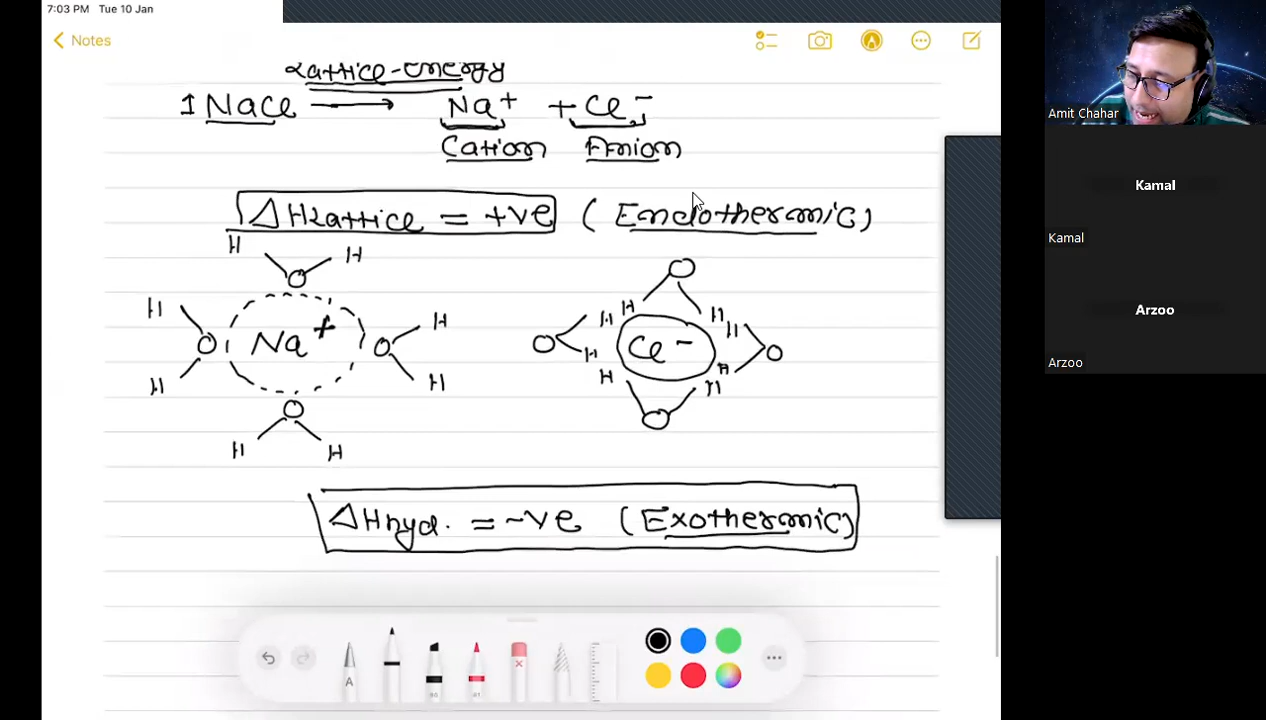 7:03 PM Tue 10 Jan
Notes
Lattice-energy
1 NaCl → Na+ + Cl-
Cation Anion
ΔHLattice = +ve (Endothermic)
H H
H O H
O Na+ O
H O H
H H
O
H H
H H
O Cl- O
H H
H H
O
ΔHhyd. = -ve (Exothermic)
A
Amit Chahar
Kamal
Kamal
Arzoo
Arzoo